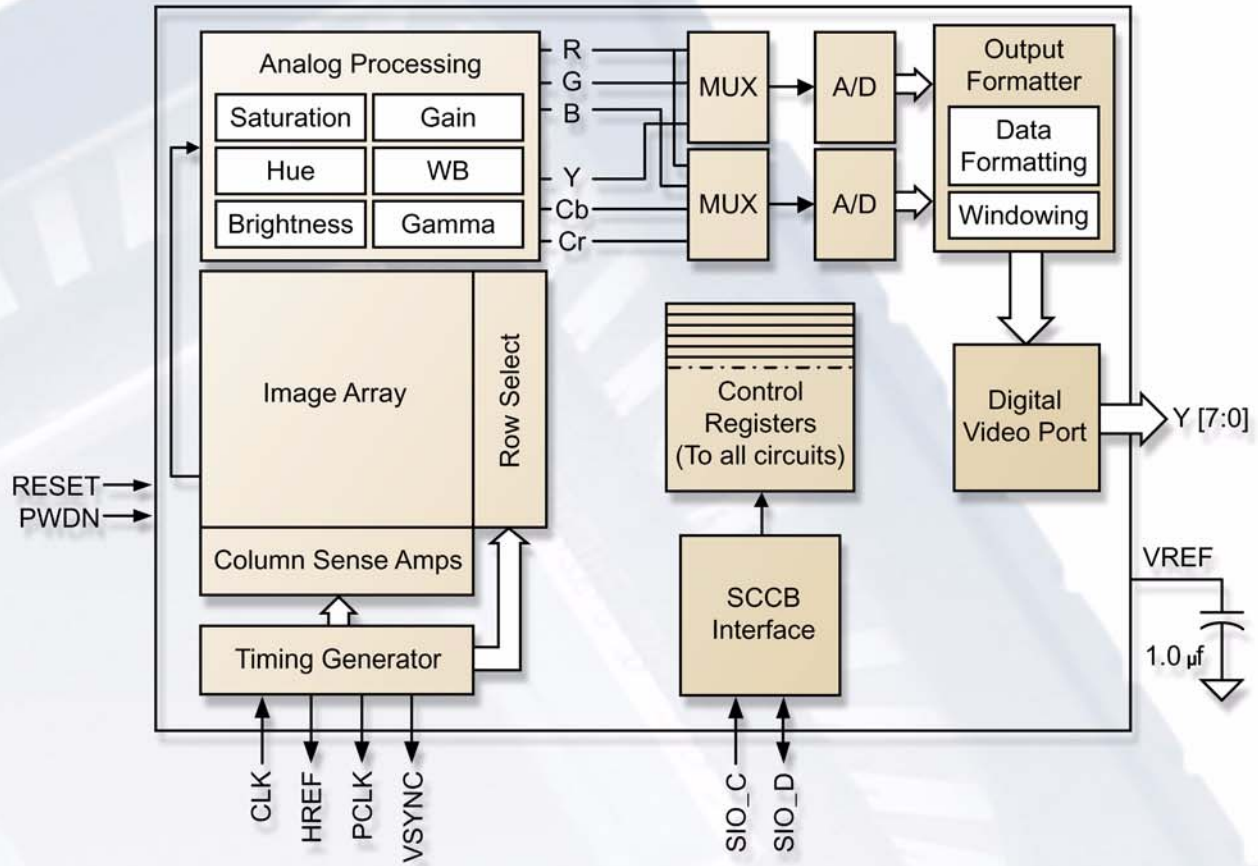 Analog Processing
Saturation
Gain
Hue
WB
Brightness
Gamma
R
G
B
Y
Cb
Cr
MUX
A/D
MUX
A/D
Output
Formatter
Data
Formatting
Windowing
Image Array
Row Select
Column Sense Amps
Timing Generator
Control
Registers
(To all circuits)
SCCB
Interface
Digital
Video Port
Y [7:0]
RESET
PWDN
VREF
1.0 µf
CLK
HREF
PCLK
VSYNC
SIO_C
SIO_D